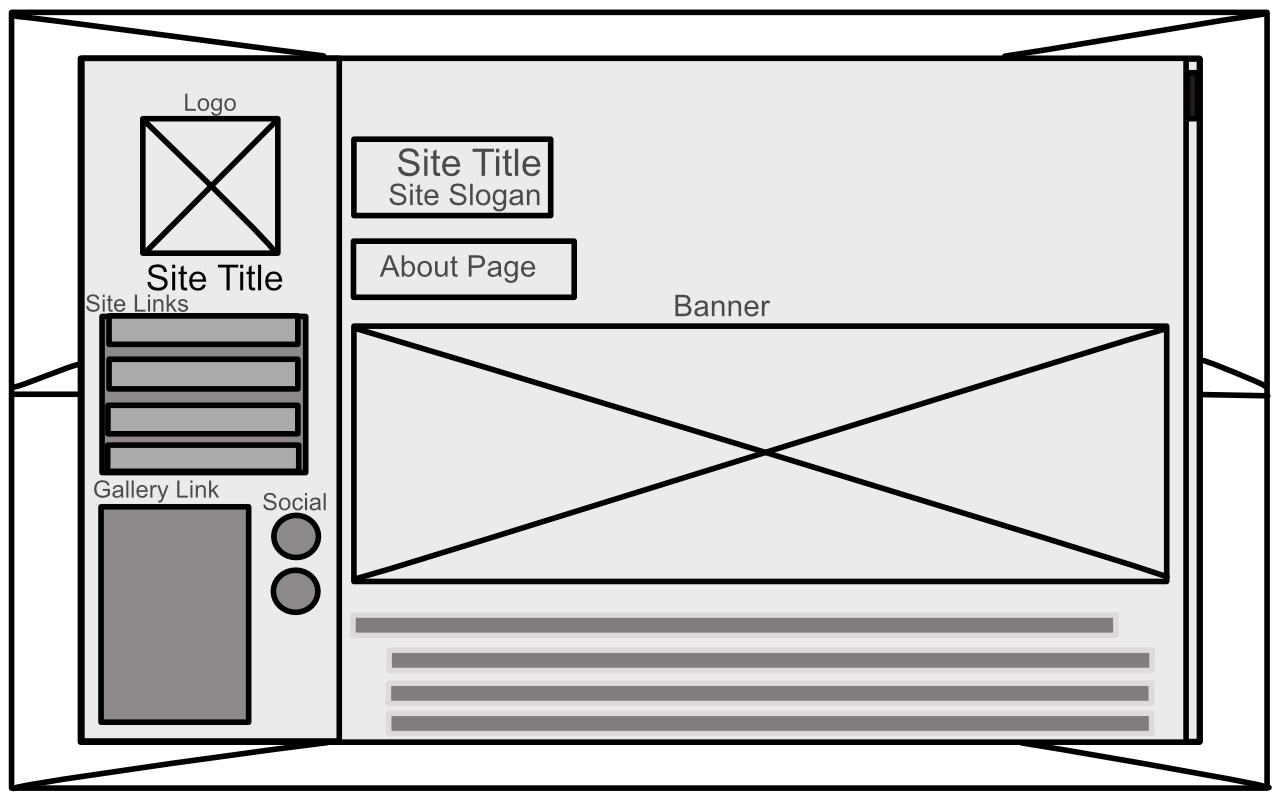 Logo
Site Title
Site Links
Gallery Link
Social
Site Title
Site Slogan
About Page
Banner